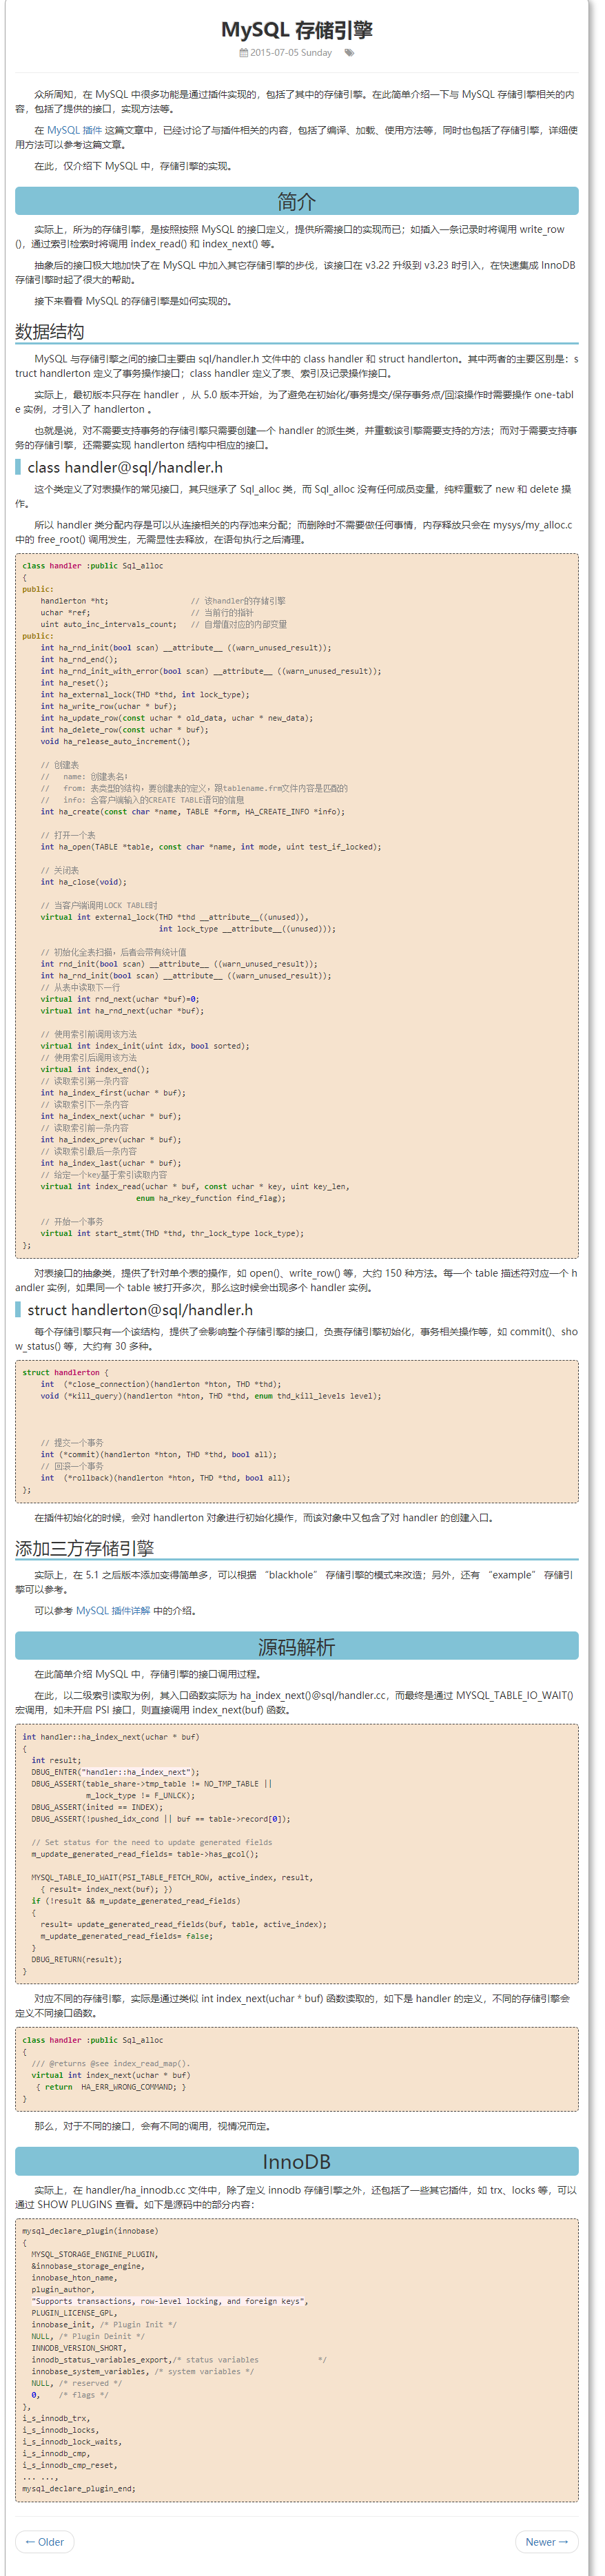 MySQL 存储引擎
2015-07-05 Sunday
众所周知，在 MySQL 中很多功能是通过插件实现的，包括了其中的存储引擎。在此简单介绍一下与 MySQL 存储引擎相关的内
容，包括了提供的接口，实现方法等。
在 MySQL 插件 这篇文章中，已经讨论了与插件相关的内容，包括了编译、加载、使用方法等，同时也包括了存储引擎，详细使
用方法可以参考这篇文章。
在此，仅介绍下 MySQL 中，存储引擎的实现。
简介
实际上，所为的存储引擎，是按照按照 MySQL 的接口定义，提供所需接口的实现而已；如插入一条记录时将调用 write_row
()，通过索引检索时将调用 index_read() 和 index_next() 等。
抽象后的接口极大地加快了在 MySQL 中加入其它存储引擎的步伐，该接口在 v3.22 升级到 v3.23 时引入，在快速集成 InnoDB
存储引擎时起了很大的帮助。
接下来看看 MySQL 的存储引擎是如何实现的。
数据结构
MySQL 与存储引擎之间的接口主要由 sql/handler.h 文件中的 class handler 和 struct handlerton。其中两者的主要区别是：s
truct handlerton 定义了事务操作接口；class handler 定义了表、索引及记录操作接口。
实际上，最初版本只存在 handler ，从 5.0 版本开始，为了避免在初始化/事务提交/保存事务点/回滚操作时需要操作 one-tabl
e 实例，才引入了 handlerton 。
也就是说，对不需要支持事务的存储引擎只需要创建一个 handler 的派生类，并重载该引擎需要支持的方法；而对于需要支持事
务的存储引擎，还需要实现 handlerton 结构中相应的接口。
class handler@sql/handler.h
这个类定义了对表操作的常见接口，其只继承了 Sql_alloc 类，而 Sql_alloc 没有任何成员变量，纯粹重载了 new 和 delete 操
作。
所以 handler 类分配内存是可以从连接相关的内存池来分配；而删除时不需要做任何事情，内存释放只会在 mysys/my_alloc.c
中的 free_root() 调用发生，无需显性去释放，在语句执行之后清理。
class handler :public Sql_alloc
{
public:
    handlerton *ht;                  // 该handler的存储引擎
    uchar *ref;                      // 当前行的指针
    uint auto_inc_intervals_count;   // 自增值对应的内部变量
public:
    int ha_rnd_init(bool scan) __attribute__ ((warn_unused_result));
    int ha_rnd_end();
    int ha_rnd_init_with_error(bool scan) __attribute__ ((warn_unused_result));
    int ha_reset();
    int ha_external_lock(THD *thd, int lock_type);
    int ha_write_row(uchar * buf);
    int ha_update_row(const uchar * old_data, uchar * new_data);
    int ha_delete_row(const uchar * buf);
    void ha_release_auto_increment();
    // 创建表
    //   name: 创建表名；
    //   from: 表类型的结构，要创建表的定义，跟tablename.frm文件内容是匹配的
    //   info: 含客户端输入的CREATE TABLE语句的信息
    int ha_create(const char *name, TABLE *form, HA_CREATE_INFO *info);
    // 打开一个表
    int ha_open(TABLE *table, const char *name, int mode, uint test_if_locked);
    // 关闭表
    int ha_close(void);
    // 当客户端调用LOCK TABLE时
    virtual int external_lock(THD *thd __attribute__((unused)),
                              int lock_type __attribute__((unused)));
    // 初始化全表扫描，后者会带有统计值
    int rnd_init(bool scan) __attribute__ ((warn_unused_result));
    int ha_rnd_init(bool scan) __attribute__ ((warn_unused_result));
    // 从表中读取下一行
    virtual int rnd_next(uchar *buf)=0;
    virtual int ha_rnd_next(uchar *buf);
    // 使用索引前调用该方法
    virtual int index_init(uint idx, bool sorted);
    // 使用索引后调用该方法
    virtual int index_end();
    // 读取索引第一条内容
    int ha_index_first(uchar * buf);
    // 读取索引下一条内容
    int ha_index_next(uchar * buf);
    // 读取索引前一条内容
    int ha_index_prev(uchar * buf);
    // 读取索引最后一条内容
    int ha_index_last(uchar * buf);
    // 给定一个key基于索引读取内容
    virtual int index_read(uchar * buf, const uchar * key, uint key_len,
                         enum ha_rkey_function find_flag);
    // 开始一个事务
    virtual int start_stmt(THD *thd, thr_lock_type lock_type);
};
对表接口的抽象类，提供了针对单个表的操作，如 open()、write_row() 等，大约 150 种方法。每一个 table 描述符对应一个 h
andler 实例，如果同一个 table 被打开多次，那么这时候会出现多个 handler 实例。
struct handlerton@sql/handler.h
每个存储引擎只有一个该结构，提供了会影响整个存储引擎的接口，负责存储引擎初始化，事务相关操作等，如 commit()、sho
w_status() 等，大约有 30 多种。
struct handlerton {
    int  (*close_connection)(handlerton *hton, THD *thd);
    void (*kill_query)(handlerton *hton, THD *thd, enum thd_kill_levels level);
    // 提交一个事务
    int (*commit)(handlerton *hton, THD *thd, bool all);
    // 回滚一个事务
    int  (*rollback)(handlerton *hton, THD *thd, bool all);
};
在插件初始化的时候，会对 handlerton 对象进行初始化操作，而该对象中又包含了对 handler 的创建入口。
添加三方存储引擎
实际上，在 5.1 之后版本添加变得简单多，可以根据 “blackhole” 存储引擎的模式来改造；另外，还有 “example” 存储引
擎可以参考。
可以参考 MySQL 插件详解 中的介绍。
源码解析
在此简单介绍 MySQL 中，存储引擎的接口调用过程。
在此，以二级索引读取为例，其入口函数实际为 ha_index_next()@sql/handler.cc，而最终是通过 MYSQL_TABLE_IO_WAIT()
宏调用，如未开启 PSI 接口，则直接调用 index_next(buf) 函数。
int handler::ha_index_next(uchar * buf)
{
  int result;
  DBUG_ENTER("handler::ha_index_next");
  DBUG_ASSERT(table_share->tmp_table != NO_TMP_TABLE ||
              m_lock_type != F_UNLCK);
  DBUG_ASSERT(inited == INDEX);
  DBUG_ASSERT(!pushed_idx_cond || buf == table->record[0]);
  // Set status for the need to update generated fields
  m_update_generated_read_fields= table->has_gcol();
  MYSQL_TABLE_IO_WAIT(PSI_TABLE_FETCH_ROW, active_index, result,
    { result= index_next(buf); })
  if (!result && m_update_generated_read_fields)
  {
    result= update_generated_read_fields(buf, table, active_index);
    m_update_generated_read_fields= false;
  }
  DBUG_RETURN(result);
}
对应不同的存储引擎，实际是通过类似 int index_next(uchar * buf) 函数读取的，如下是 handler 的定义，不同的存储引擎会
定义不同接口函数。
class handler :public Sql_alloc
{
  /// @returns @see index_read_map().
  virtual int index_next(uchar * buf)
   { return  HA_ERR_WRONG_COMMAND; }
}
那么，对于不同的接口，会有不同的调用，视情况而定。
InnoDB
实际上，在 handler/ha_innodb.cc 文件中，除了定义 innodb 存储引擎之外，还包括了一些其它插件，如 trx、locks 等，可以
通过 SHOW PLUGINS 查看。如下是源码中的部分内容：
mysql_declare_plugin(innobase)
{
  MYSQL_STORAGE_ENGINE_PLUGIN,
  &innobase_storage_engine,
  innobase_hton_name,
  plugin_author,
  "Supports transactions, row-level locking, and foreign keys",
  PLUGIN_LICENSE_GPL,
  innobase_init, /* Plugin Init */
  NULL, /* Plugin Deinit */
  INNODB_VERSION_SHORT,
  innodb_status_variables_export,/* status variables             */
  innobase_system_variables, /* system variables */
  NULL, /* reserved */
  0,    /* flags */
},
i_s_innodb_trx,
i_s_innodb_locks,
i_s_innodb_lock_waits,
i_s_innodb_cmp,
i_s_innodb_cmp_reset,
... ...,
mysql_declare_plugin_end;
← Older
Newer →